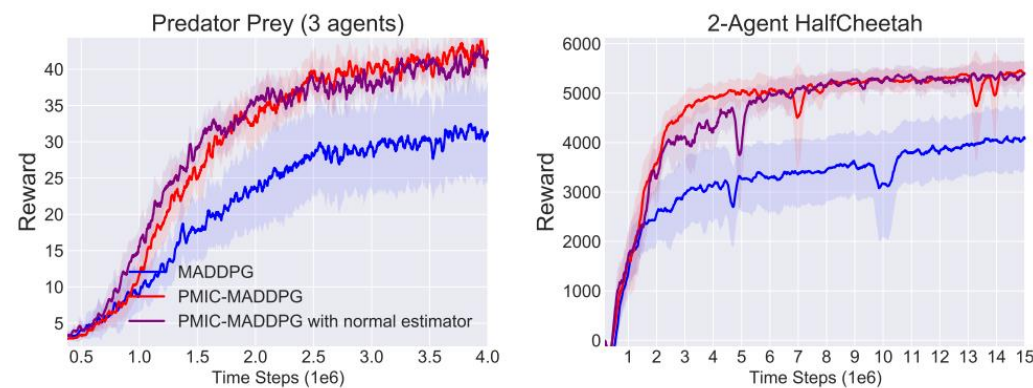 Predator Prey (3 agents)
Reward
40
35
30
25
20
15
10
5
MADDPG
PMIC-MADDPG
PMIC-MADDPG with normal estimator
0.5 1.0 1.5 2.0 2.5 3.0 3.5 4.0
Time Steps (1e6)
2-Agent HalfCheetah
Reward
6000
5000
4000
3000
2000
1000
0
1 2 3 4 5 6 7 8 9 10 11 12 13 14 15
Time Steps (1e6)